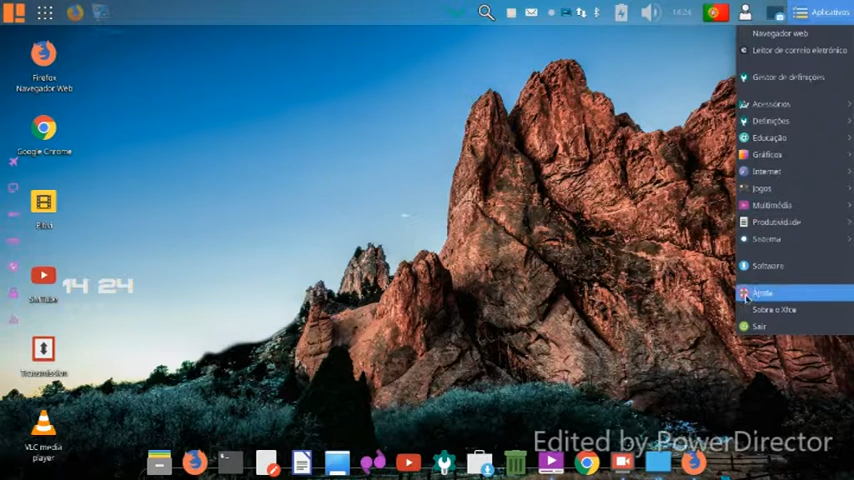 Aplicativos
Firefox
Navegador Web
Google Chrome
14 24
Transmission
VLC media
player
Navegador web
Leitor de correio eletrónico
Gestor de definições
Acessórios
Definições
Educação
Gráficos
Internet
Jogos
Multimédia
Produtividade
Sistema
Software
Ajuda
Sobre o Xfce
Sair
Edited by PowerDirector